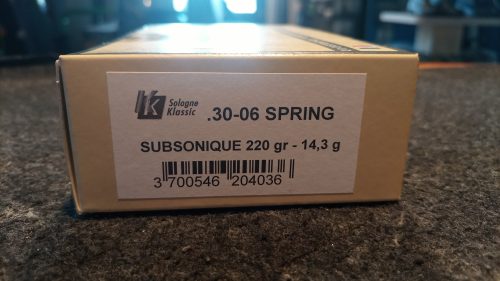 Sologne
Klassic
.30-06 SPRING
SUBSONIQUE 220 gr - 14,3 g
3 700546 204036